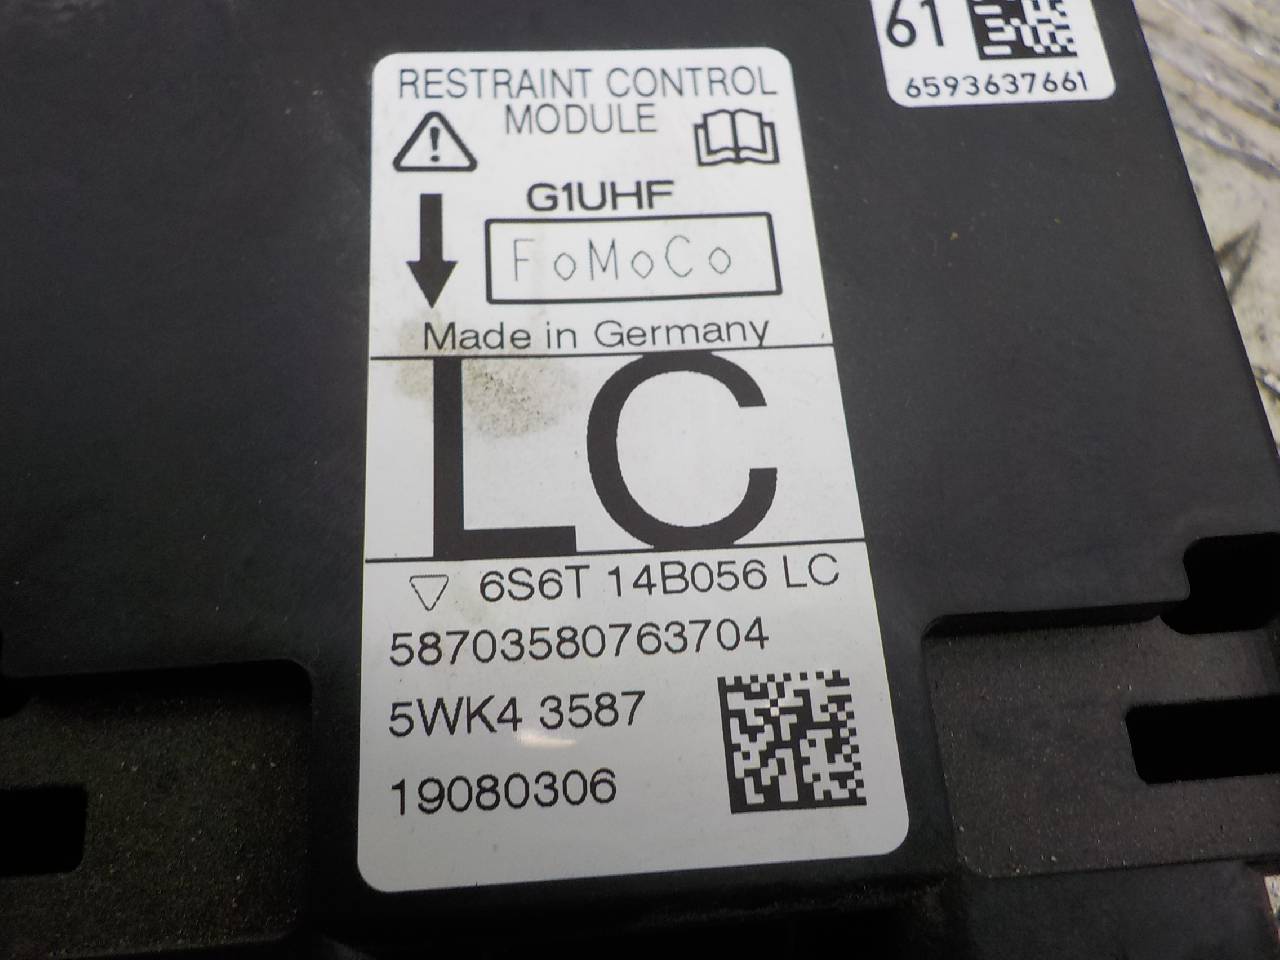 61
6593637661
RESTRAINT CONTROL
MODULE
G1UHF
FoMoCo
Made in Germany
LC
6S6T 14B056 LC
58703580763704
5WK4 3587
19080306